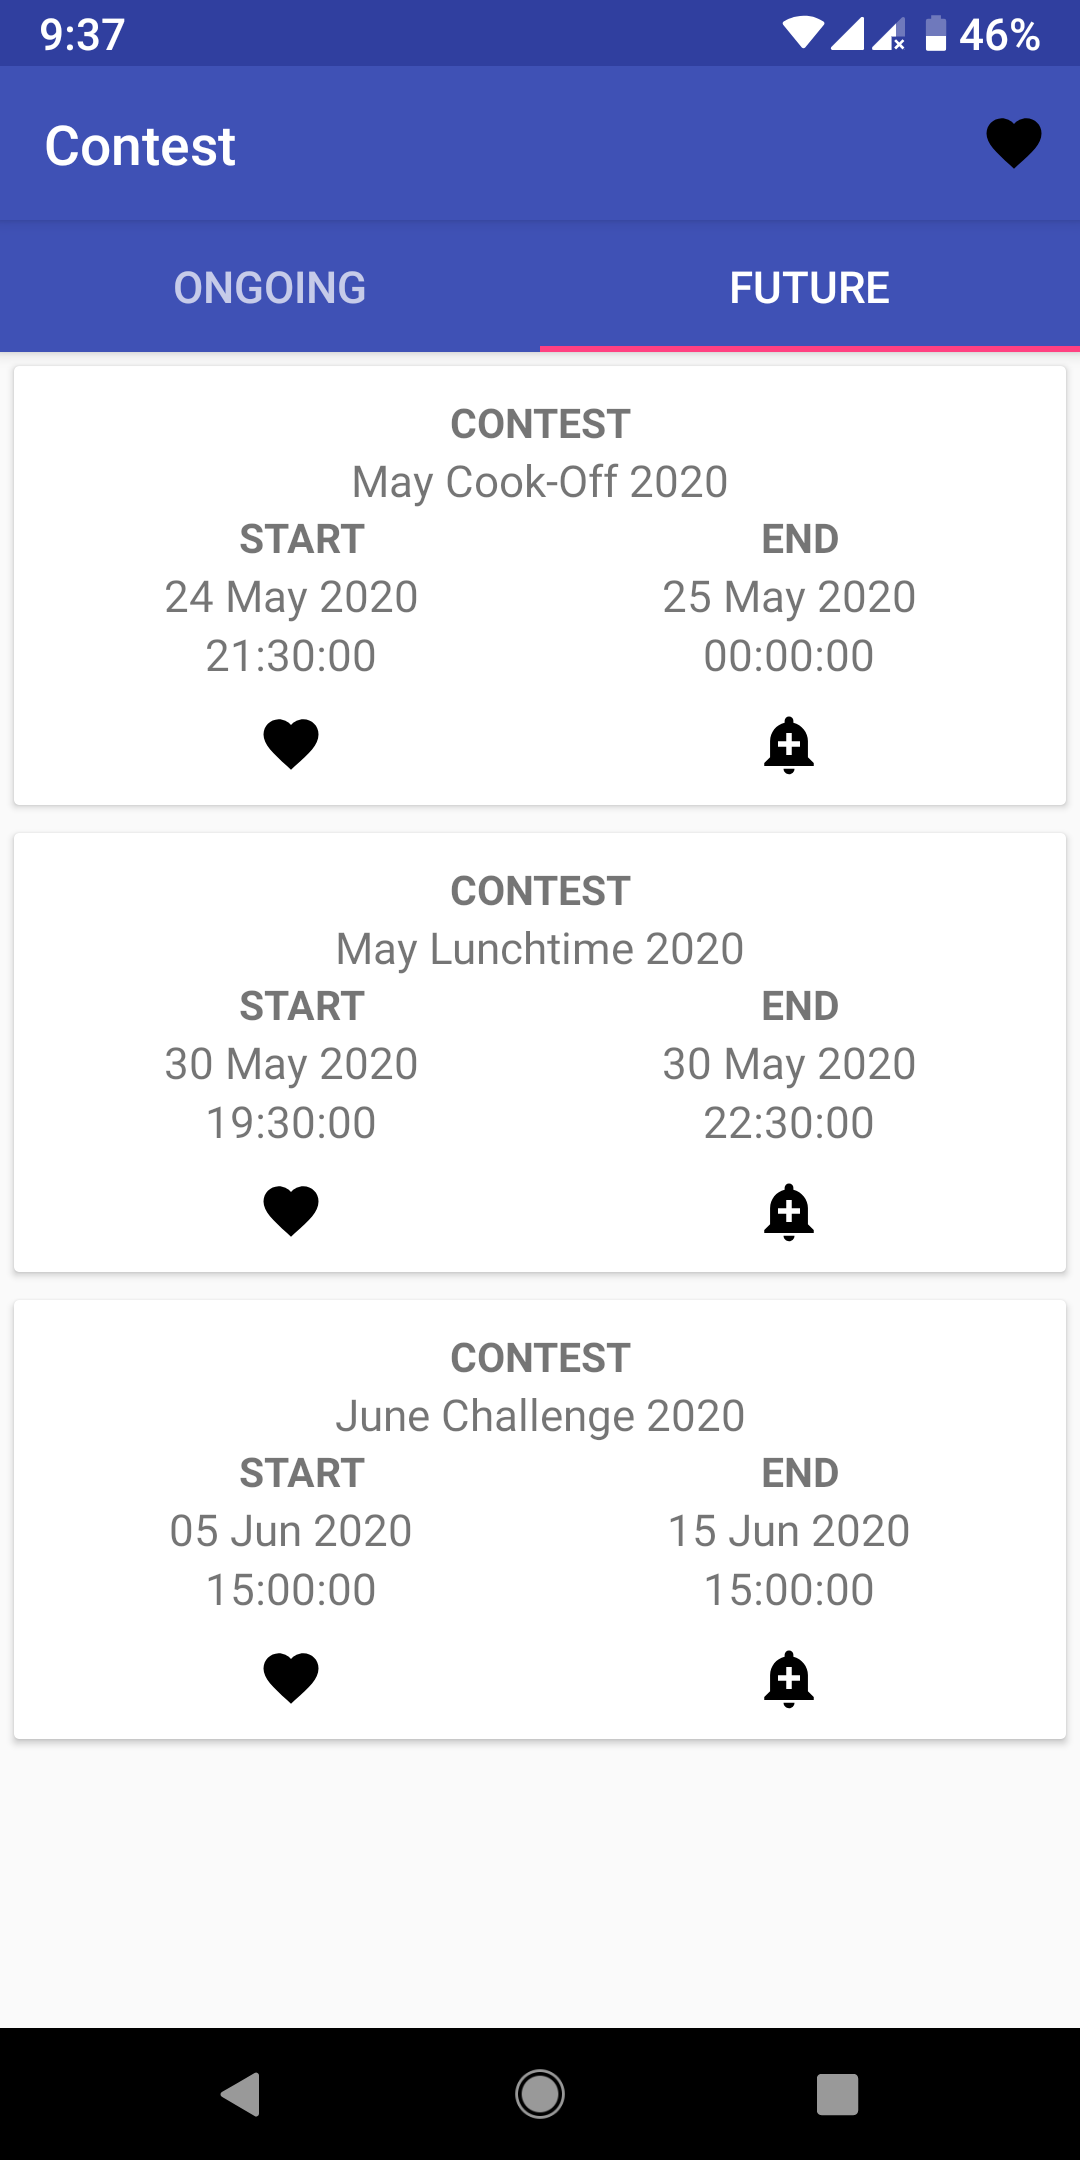 9:37 46%
Contest
ONGOING FUTURE
CONTEST
May Cook-Off 2020
START END
24 May 2020 25 May 2020
21:30:00 00:00:00
CONTEST
May Lunchtime 2020
START END
30 May 2020 30 May 2020
19:30:00 22:30:00
CONTEST
June Challenge 2020
START END
05 Jun 2020 15 Jun 2020
15:00:00 15:00:00